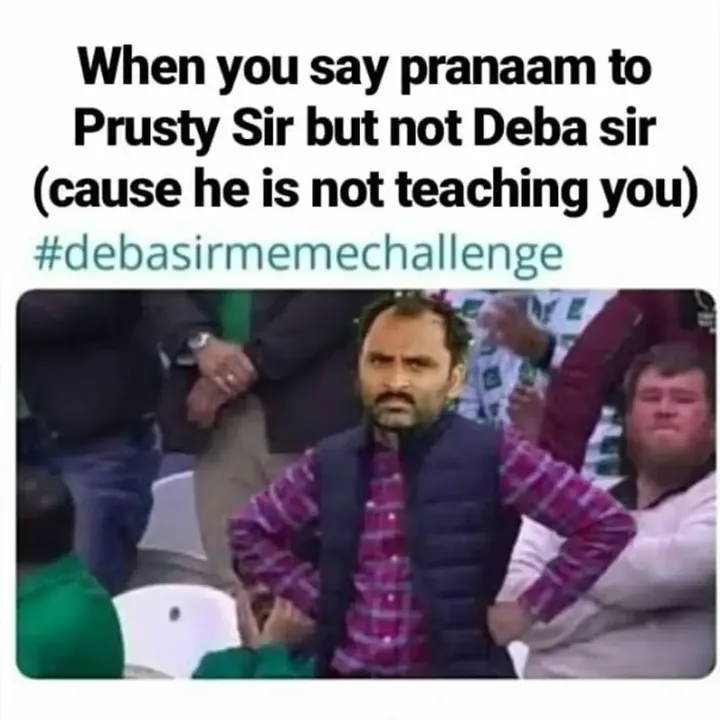 When you say pranaam to
Prusty Sir but not Deba sir
(cause he is not teaching you)
#debasirmemechallenge